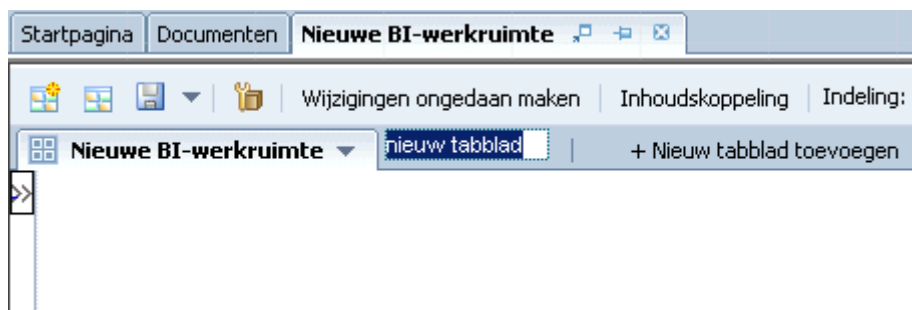 Startpagina Documenten Nieuwe BI-werkruimte
Wijzigingen ongedaan maken Inhoudskoppeling Indeling:
Nieuwe BI-werkruimte nieuw tabblad + Nieuw tabblad toevoegen
>>